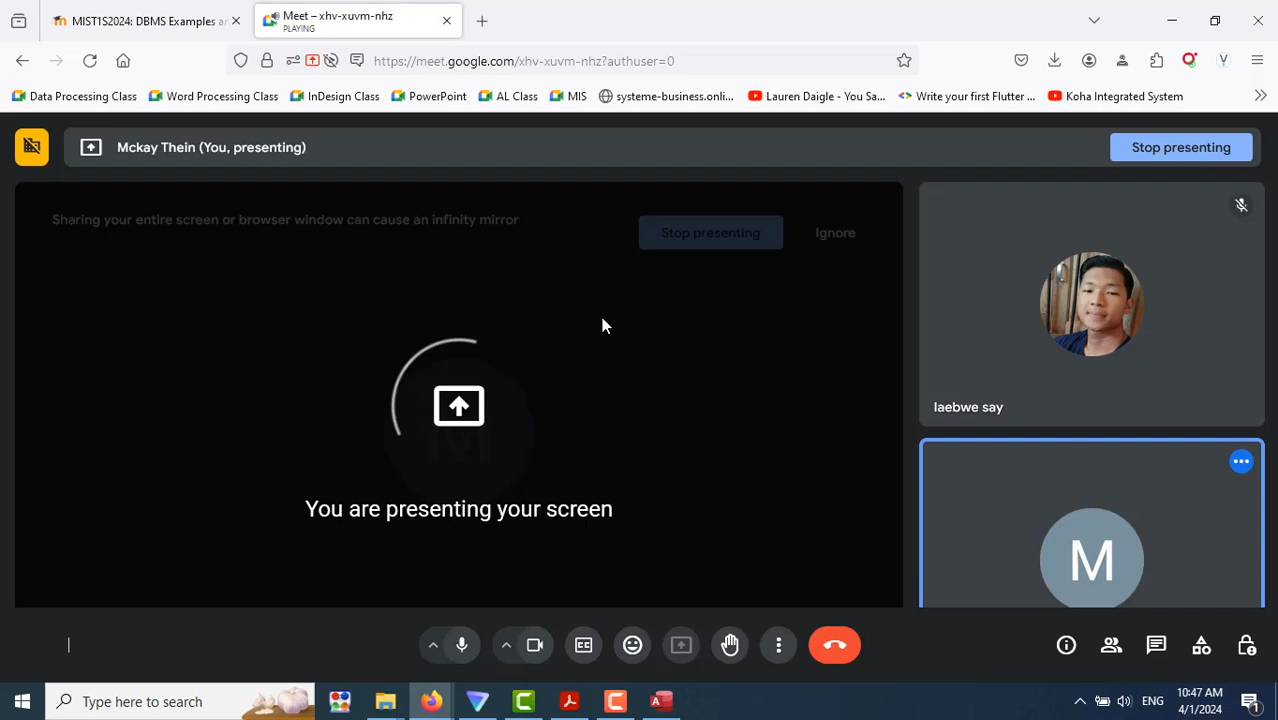 MIST1S2024: DBMS Examples a
Meet – xhv-xuvm-nhz
PLAYING
https://meet.google.com/xhv-xuvm-nhz?authuser=0
Data Processing Class
Word Processing Class
InDesign Class
PowerPoint
AL Class
MIS
systeme-business.onli...
Lauren Daigle - You Sa...
Write your first Flutter ...
Koha Integrated System
Mckay Thein (You, presenting)
Stop presenting
Sharing your entire screen or browser window can cause an infinity mirror
Stop presenting
Ignore
You are presenting your screen
laebwe say
M
Type here to search
ENG
10:47 AM
4/1/2024
1